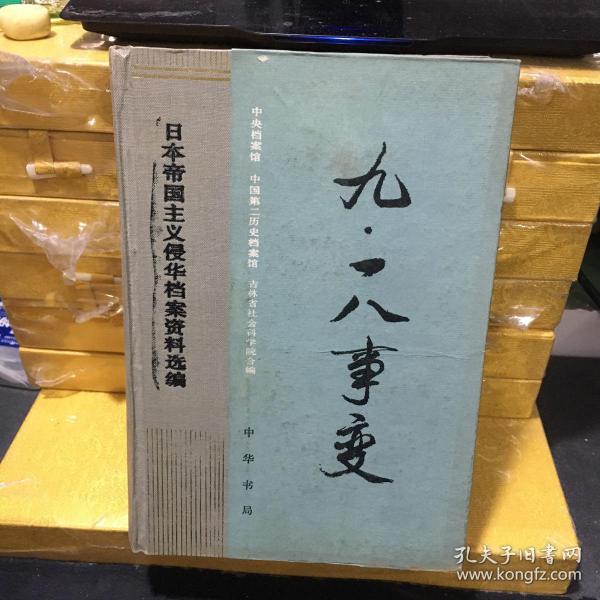 日本帝国主义侵华档案资料选编
中央档案馆 中国第二历史档案馆 吉林省社会科学院合编
九·一八事变
中华书局
孔夫子旧书网
www.kongfz.com